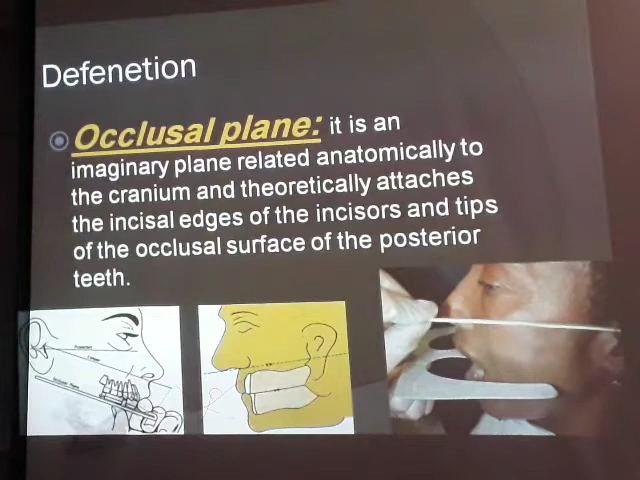 Defenetion
Occlusal plane: it is an
imaginary plane related anatomically to
the cranium and theoretically attaches
the incisal edges of the incisors and tips
of the occlusal surface of the posterior
teeth.